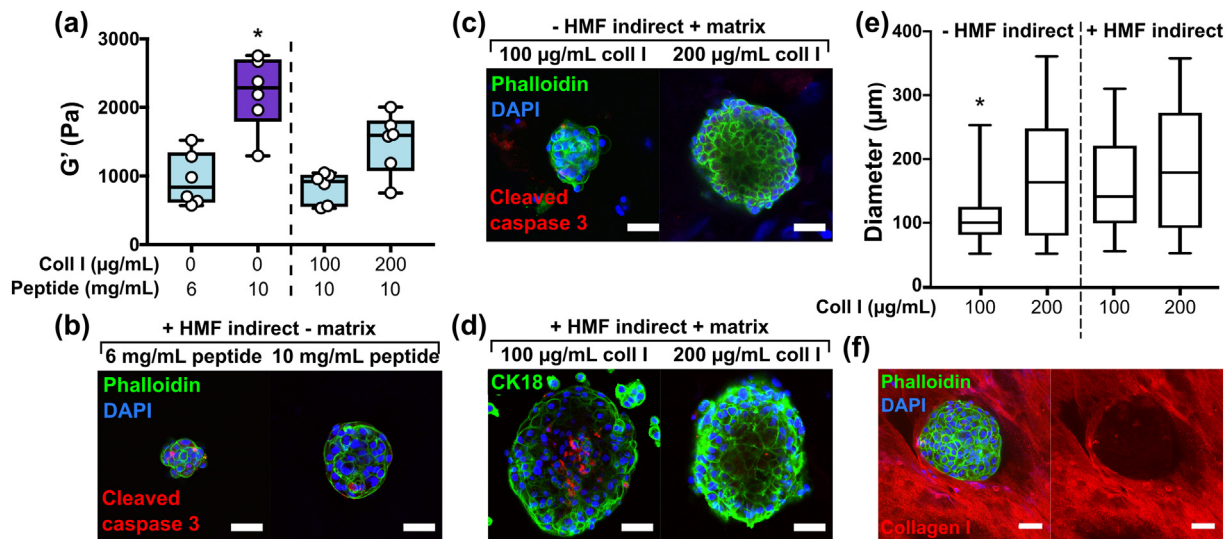 (a)
*
G' (Pa)
3000
2000
1000
0
Coll I (µg/mL) 0 0 100 200
Peptide (mg/mL) 6 10 10 10
(b)
+ HMF indirect - matrix
6 mg/mL peptide 10 mg/mL peptide
Phalloidin
DAPI
Cleaved
caspase 3
(c)
- HMF indirect + matrix
100 µg/mL coll I 200 µg/mL coll I
Phalloidin
DAPI
Cleaved
caspase 3
(d)
+ HMF indirect + matrix
100 µg/mL coll I 200 µg/mL coll I
CK18
(e)
- HMF indirect + HMF indirect
*
Diameter (µm)
400
300
200
100
0
Coll I (µg/mL) 100 200 100 200
(f)
Phalloidin
DAPI
Collagen I